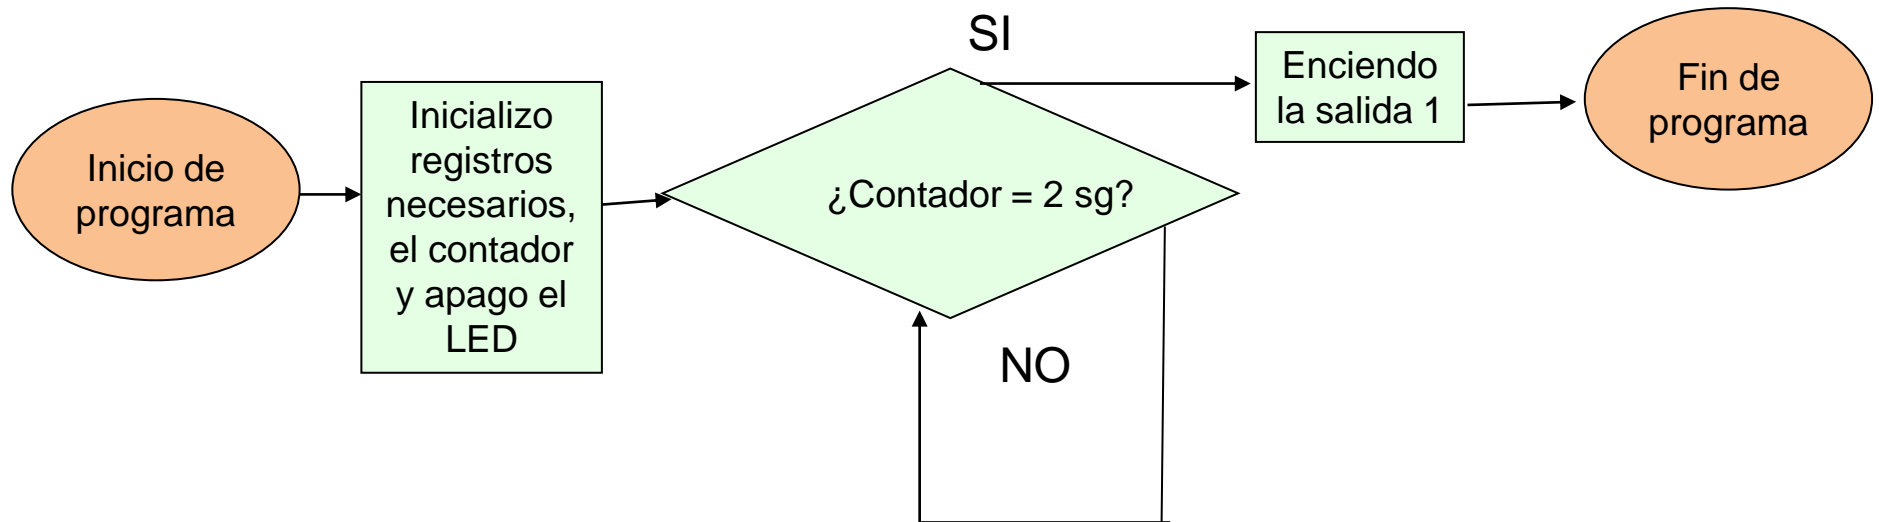 Inicio de
programa
Inicializo
registros
necesarios,
el contador
y apago el
LED
¿Contador = 2 sg?
SI
NO
Enciendo
la salida 1
Fin de
programa